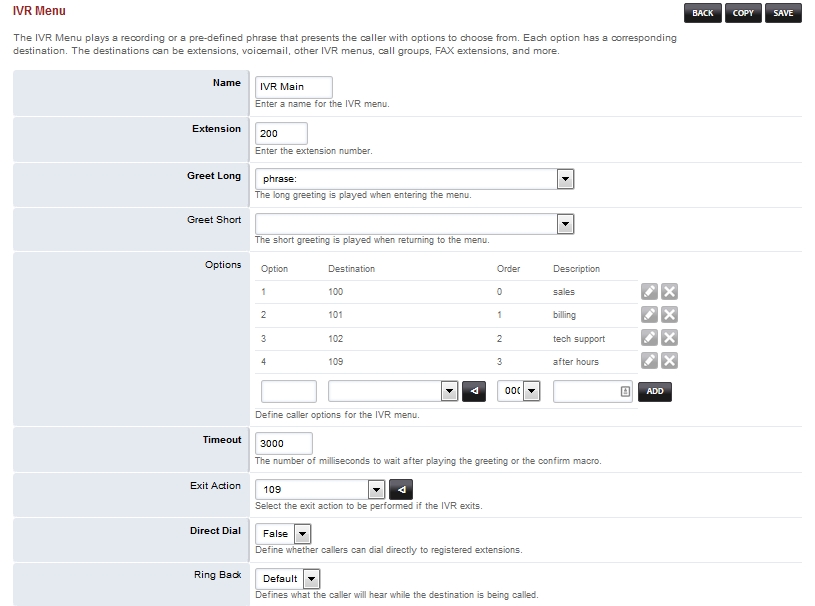 IVR Menu
BACK COPY SAVE
The IVR Menu plays a recording or a pre-defined phrase that presents the caller with options to choose from. Each option has a corresponding
destination. The destinations can be extensions, voicemail, other IVR menus, call groups, FAX extensions, and more.
Name
IVR Main
Enter a name for the IVR menu.
Extension
200
Enter the extension number.
Greet Long
phrase:
The long greeting is played when entering the menu.
Greet Short
The short greeting is played when returning to the menu.
Options
Option Destination Order Description
1 100 0 sales
2 101 1 billing
3 102 2 tech support
4 109 3 after hours
000 ADD
Define caller options for the IVR menu.
Timeout
3000
The number of milliseconds to wait after playing the greeting or the confirm macro.
Exit Action
109
Select the exit action to be performed if the IVR exits.
Direct Dial
False
Define whether callers can dial directly to registered extensions.
Ring Back
Default
Defines what the caller will hear while the destination is being called.